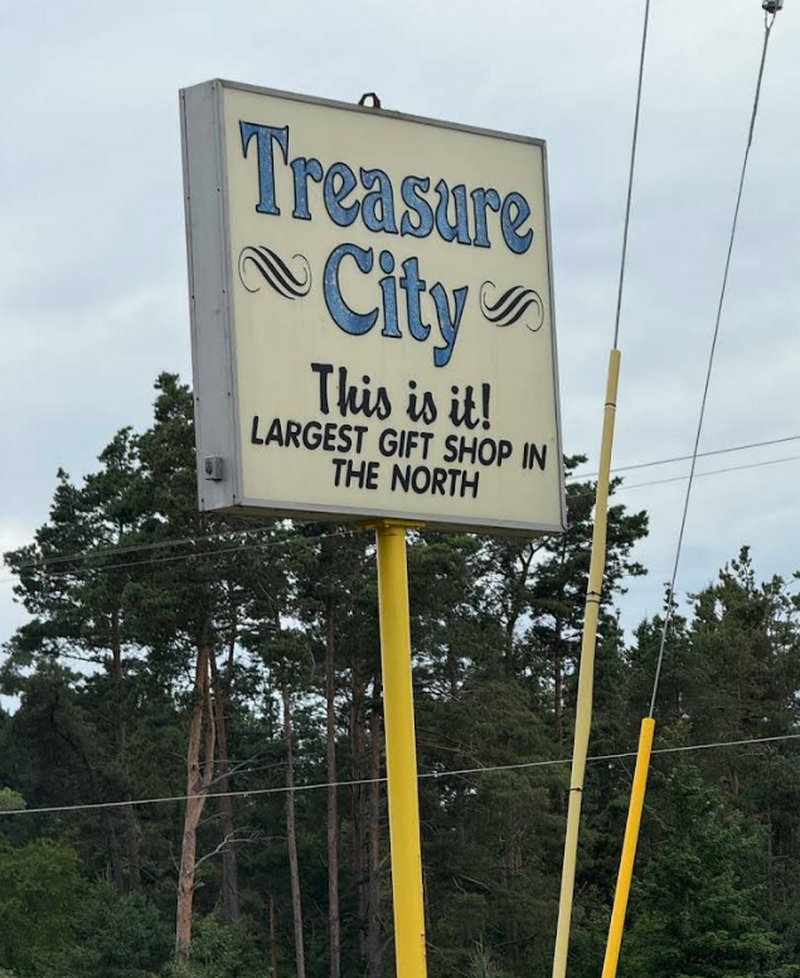 Treasure
City
This is it!
LARGEST GIFT SHOP IN
THE NORTH